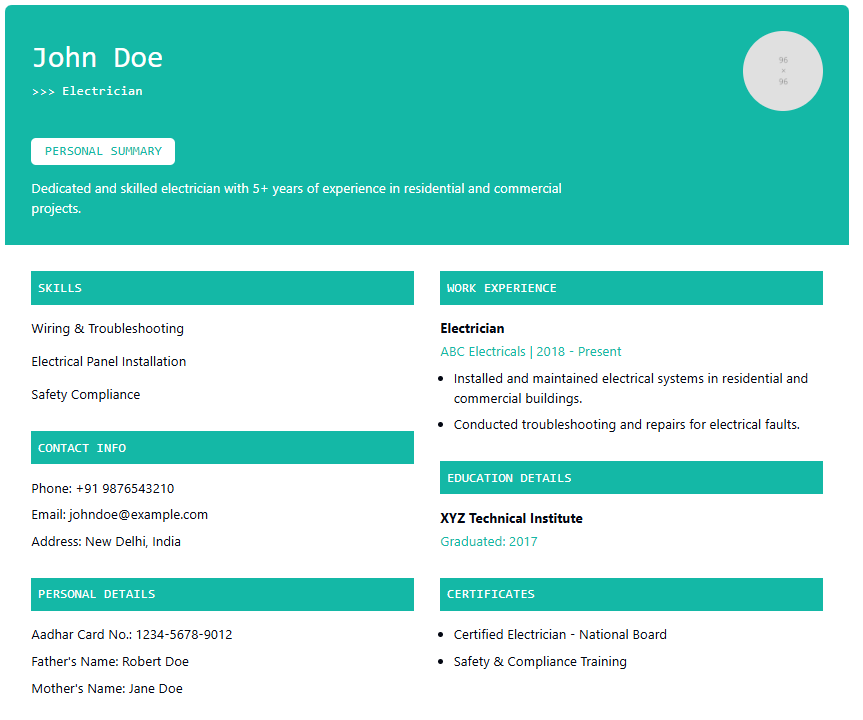 John Doe
>>> Electrician
96
×
96
PERSONAL SUMMARY
Dedicated and skilled electrician with 5+ years of experience in residential and commercial
projects.
SKILLS
Wiring & Troubleshooting
Electrical Panel Installation
Safety Compliance
CONTACT INFO
Phone: +91 9876543210
Email: johndoe@example.com
Address: New Delhi, India
PERSONAL DETAILS
Aadhar Card No.: 1234-5678-9012
Father's Name: Robert Doe
Mother's Name: Jane Doe
WORK EXPERIENCE
Electrician
ABC Electricals | 2018 - Present
• Installed and maintained electrical systems in residential and
commercial buildings.
• Conducted troubleshooting and repairs for electrical faults.
EDUCATION DETAILS
XYZ Technical Institute
Graduated: 2017
CERTIFICATES
• Certified Electrician - National Board
• Safety & Compliance Training